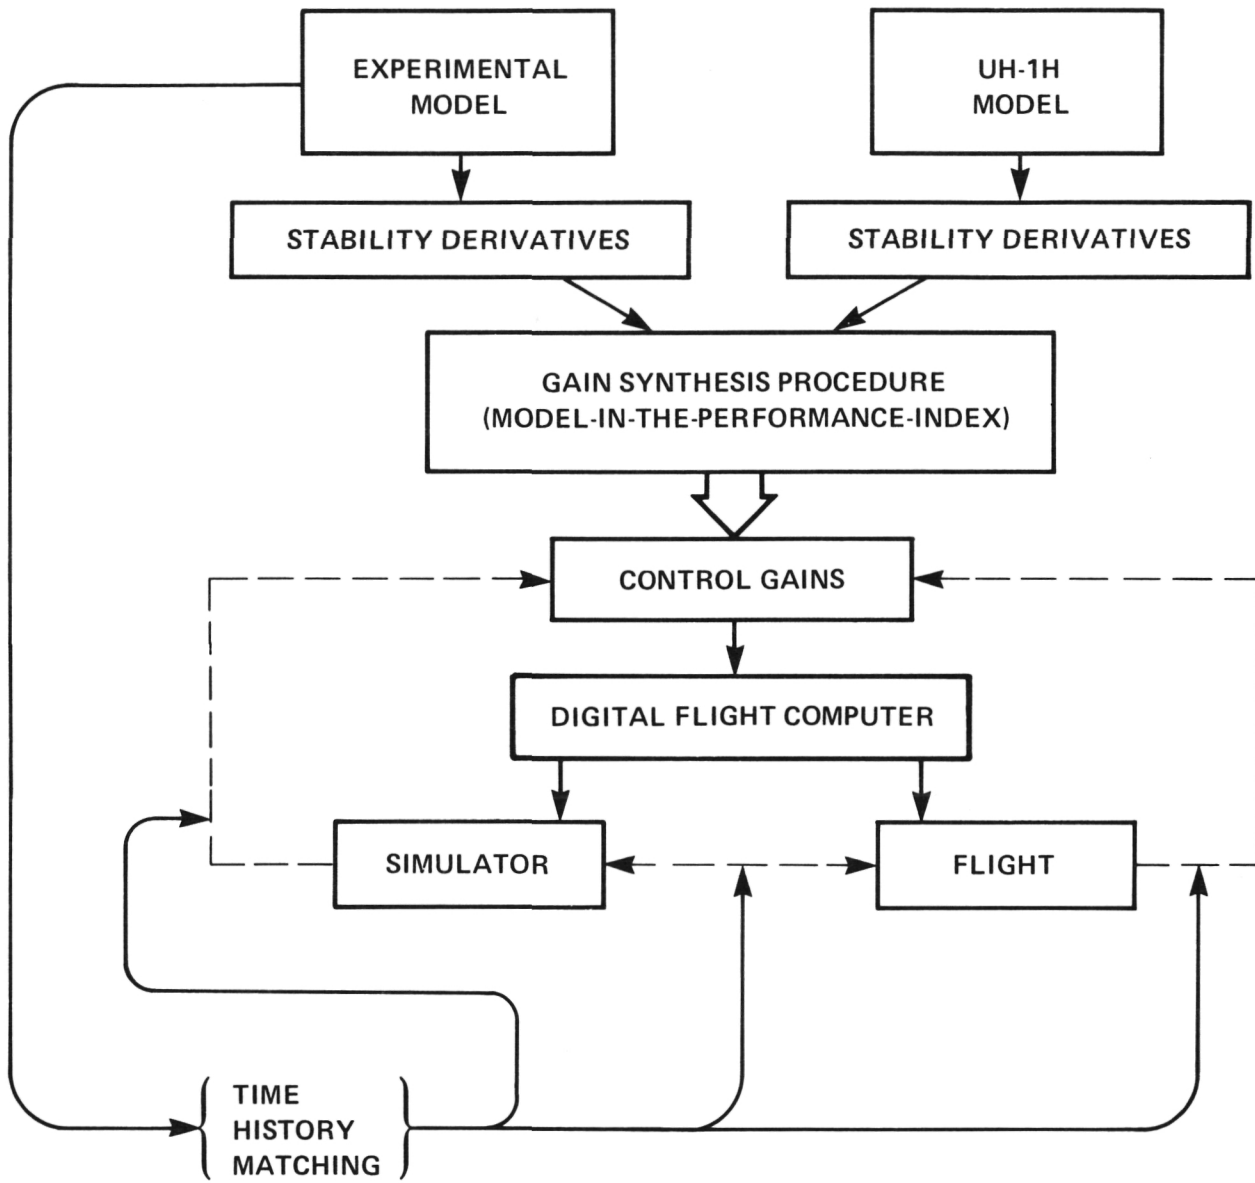 EXPERIMENTAL
MODEL
UH-1H
MODEL
STABILITY DERIVATIVES
STABILITY DERIVATIVES
GAIN SYNTHESIS PROCEDURE
(MODEL-IN-THE-PERFORMANCE-INDEX)
CONTROL GAINS
DIGITAL FLIGHT COMPUTER
SIMULATOR
FLIGHT
TIME
HISTORY
MATCHING